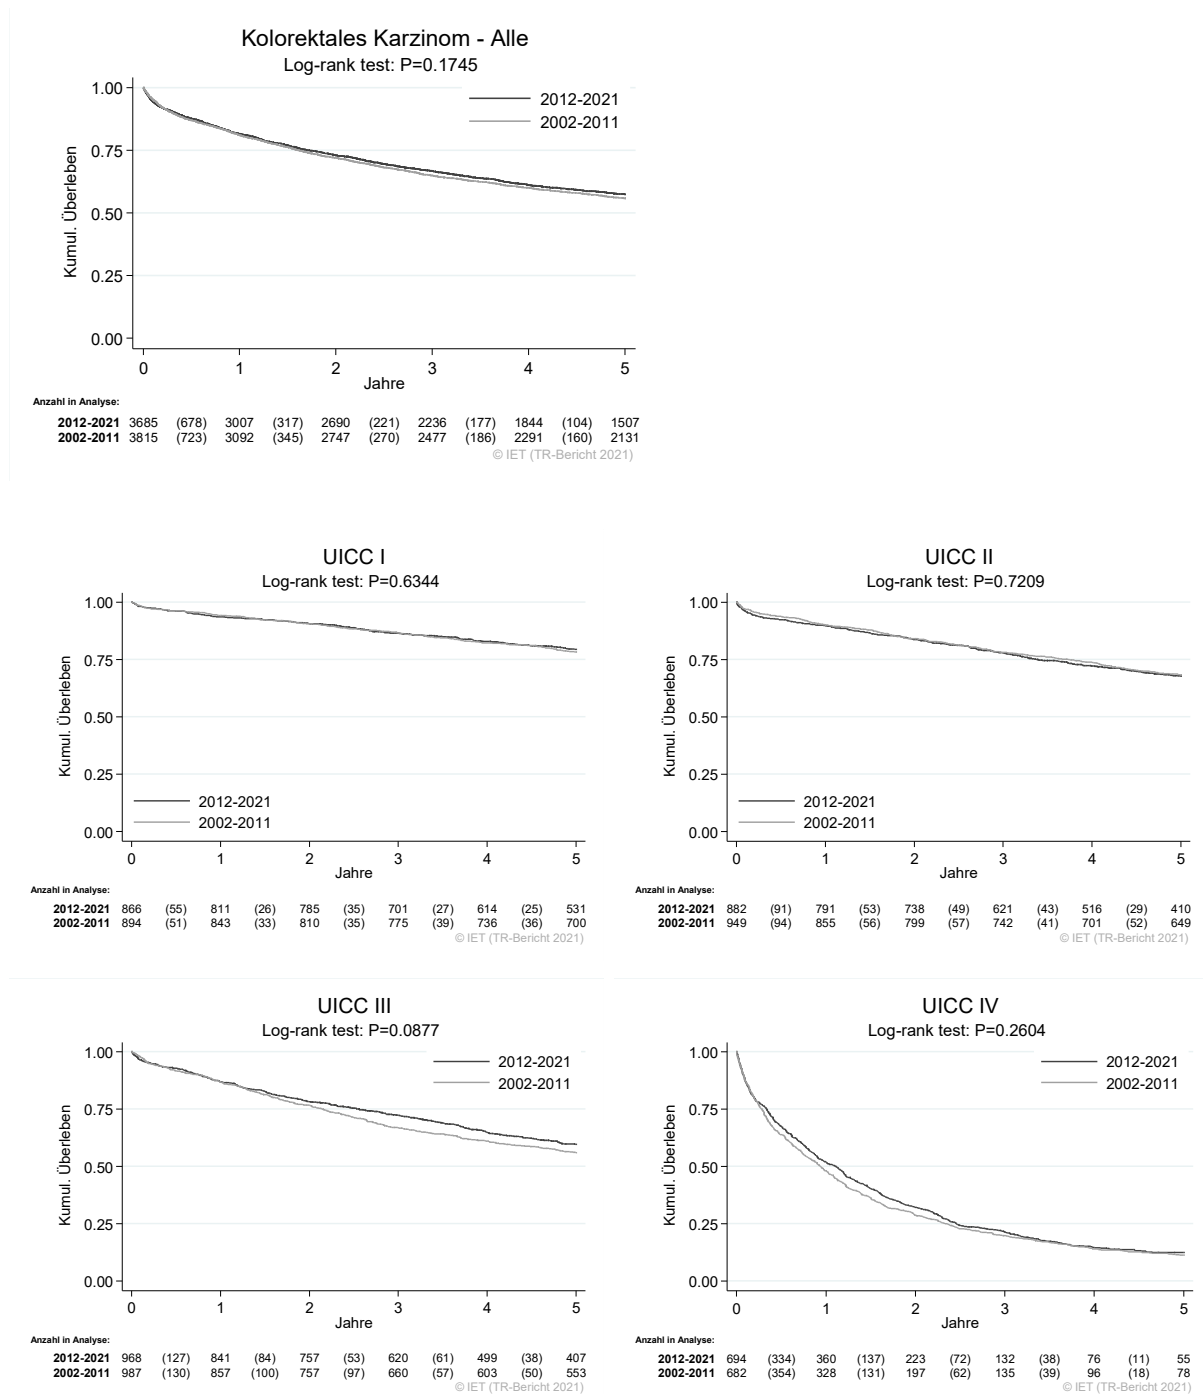 Kolorektales Karzinom - Alle
Log-rank test: P=0.1745
1.00
0.75
0.50
0.25
0.00
Kumul. Überleben
2012-2021
2002-2011
0 1 2 3 4 5
Jahre
Anzahl in Analyse:
2012-2021 3685 (678) 3007 (317) 2690 (221) 2236 (177) 1844 (104) 1507
2002-2011 3815 (723) 3092 (345) 2747 (270) 2477 (186) 2291 (160) 2131
© IET (TR-Bericht 2021)
UICC I
Log-rank test: P=0.6344
1.00
0.75
0.50
0.25
0.00
Kumul. Überleben
2012-2021
2002-2011
0 1 2 3 4 5
Jahre
Anzahl in Analyse:
2012-2021 866 (55) 811 (26) 785 (35) 701 (27) 614 (25) 531
2002-2011 894 (51) 843 (33) 810 (35) 775 (39) 736 (36) 700
© IET (TR-Bericht 2021)
UICC II
Log-rank test: P=0.7209
1.00
0.75
0.50
0.25
0.00
Kumul. Überleben
2012-2021
2002-2011
0 1 2 3 4 5
Jahre
Anzahl in Analyse:
2012-2021 882 (91) 791 (53) 738 (49) 621 (43) 516 (29) 410
2002-2011 949 (94) 855 (56) 799 (57) 742 (41) 701 (52) 649
© IET (TR-Bericht 2021)
UICC III
Log-rank test: P=0.0877
1.00
0.75
0.50
0.25
0.00
Kumul. Überleben
2012-2021
2002-2011
0 1 2 3 4 5
Jahre
Anzahl in Analyse:
2012-2021 968 (127) 841 (84) 757 (53) 620 (61) 499 (38) 407
2002-2011 987 (130) 857 (100) 757 (97) 660 (57) 603 (50) 553
© IET (TR-Bericht 2021)
UICC IV
Log-rank test: P=0.2604
1.00
0.75
0.50
0.25
0.00
Kumul. Überleben
2012-2021
2002-2011
0 1 2 3 4 5
Jahre
Anzahl in Analyse:
2012-2021 694 (334) 360 (137) 223 (72) 132 (38) 76 (11) 55
2002-2011 682 (354) 328 (131) 197 (62) 135 (39) 96 (18) 78
© IET (TR-Bericht 2021)